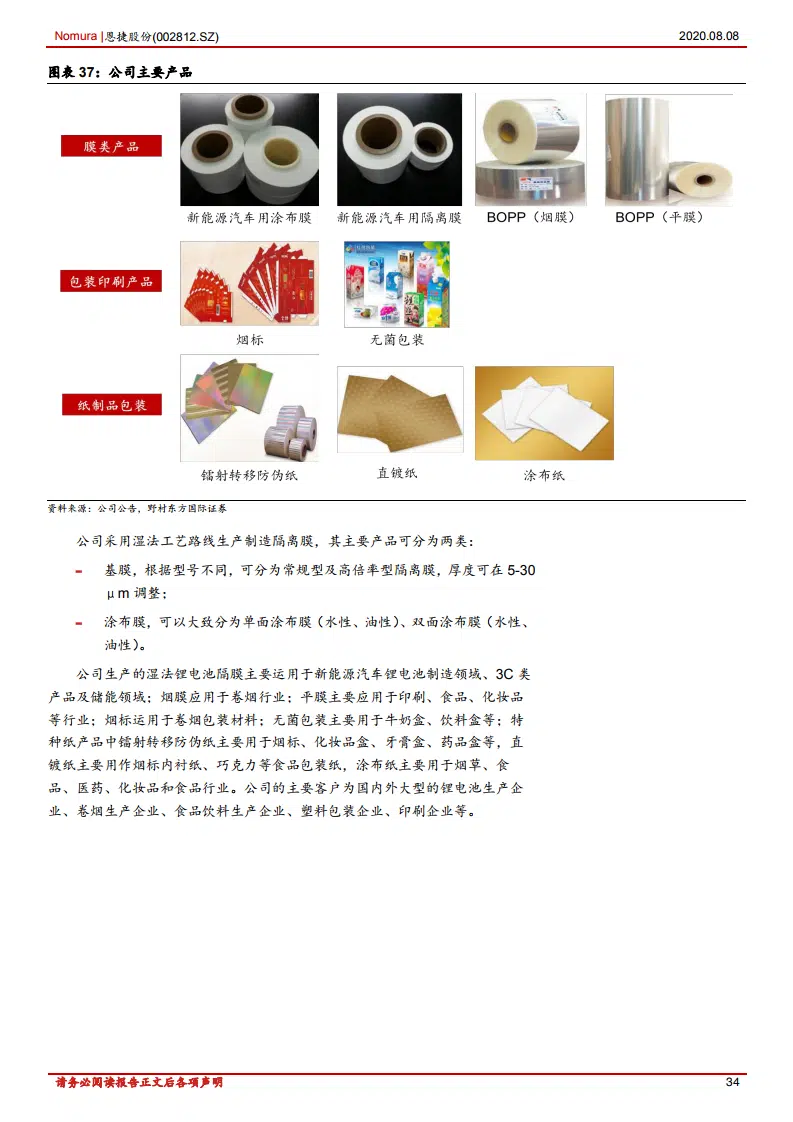 Nomura |恩捷股份(002812.SZ)
2020.08.08
图表 37：公司主要产品
膜类产品
新能源汽车用涂布膜
新能源汽车用隔离膜
BOPP（烟膜）
BOPP（平膜）
包装印刷产品
烟标
无菌包装
纸制品包装
镭射转移防伪纸
直镀纸
涂布纸
资料来源：公司公告，野村东方国际证券
公司采用湿法工艺路线生产制造隔离膜，其主要产品可分为两类：
- 基膜，根据型号不同，可分为常规型及高倍率型隔离膜，厚度可在 5-30
μm 调整；
- 涂布膜，可以大致分为单面涂布膜（水性、油性）、双面涂布膜（水性、
油性）。
公司生产的湿法锂电池隔膜主要运用于新能源汽车锂电池制造领域、3C 类
产品及储能领域；烟膜应用于卷烟行业；平膜主要应用于印刷、食品、化妆品
等行业；烟标运用于卷烟包装材料；无菌包装主要用于牛奶盒、饮料盒等；特
种纸产品中镭射转移防伪纸主要用于烟标、化妆品盒、牙膏盒、药品盒等，直
镀纸主要用作烟标内衬纸、巧克力等食品包装纸，涂布纸主要用于烟草、食
品、医药、化妆品和食品行业。公司的主要客户为国内外大型的锂电池生产企
业、卷烟生产企业、食品饮料生产企业、塑料包装企业、印刷企业等。
请务必阅读报告正文后各项声明
34